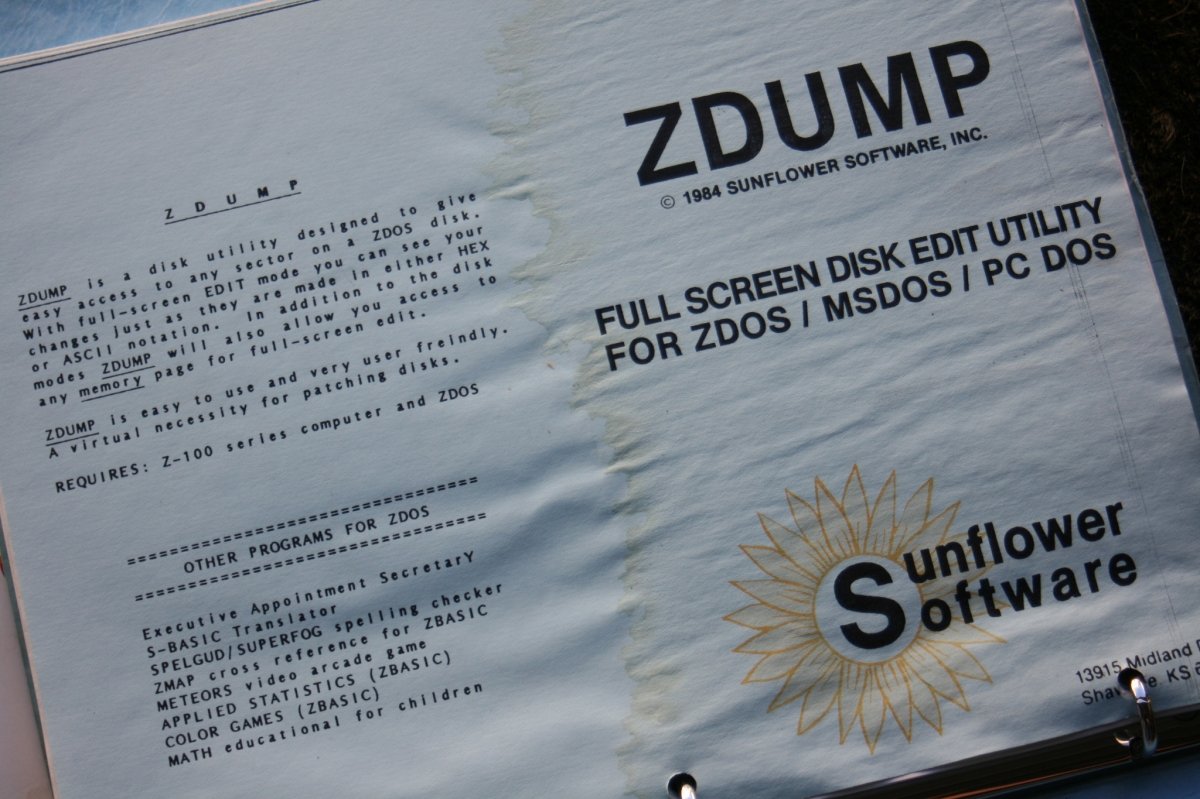 Z D U M P
ZDUMP is a disk utility designed to give
easy access to any sector on a ZDOS disk.
With full-screen EDIT mode you can see your
changes just as they are made in either HEX
or ASCII notation. In addition to the disk
modes ZDUMP will also allow you access to
any memory page for full-screen edit.
ZDUMP is easy to use and very user freindly.
A virtual necessity for patching disks.
REQUIRES: Z-100 series computer and ZDOS
=================================
OTHER PROGRAMS FOR ZDOS
=================================
Executive Appointment Secretary
S-BASIC Translator
SPELGUD/SUPERFOG spelling checker
ZMAP cross reference for ZBASIC
METEORS video arcade game
APPLIED STATISTICS (ZBASIC)
COLOR GAMES (ZBASIC)
MATH educational for children
ZDUMP
© 1984 SUNFLOWER SOFTWARE, INC.
FULL SCREEN DISK EDIT UTILITY
FOR ZDOS / MSDOS / PC DOS
Sunflower
Software
13915 Midland
KS